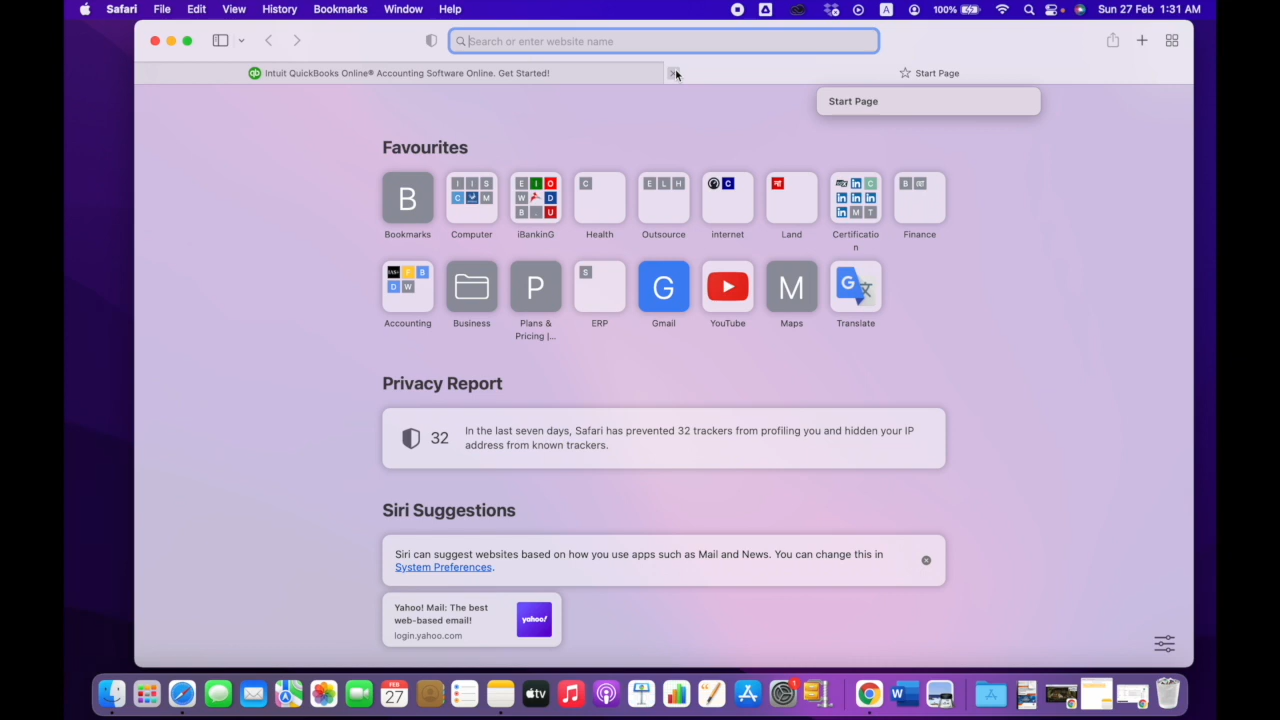 Safari File Edit View History Bookmarks Window Help
A 100% Sun 27 Feb 1:31 AM
Search or enter website name
qb Intuit QuickBooks Online® Accounting Software Online. Get Started!
Start Page
Start Page
Favourites
B
Bookmarks
Computer
iBankinG
Health
Outsource
internet
Land
Certificatio
n
Finance
Accounting
Business
P
Plans &
Pricing |...
ERP
G
Gmail
YouTube
M
Maps
Translate
Privacy Report
32
In the last seven days, Safari has prevented 32 trackers from profiling you and hidden your IP
address from known trackers.
Siri Suggestions
Siri can suggest websites based on how you use apps such as Mail and News. You can change this in
System Preferences.
Yahoo! Mail: The best
web-based email!
login.yahoo.com
yahoo!
FEB
27
tv
1
W